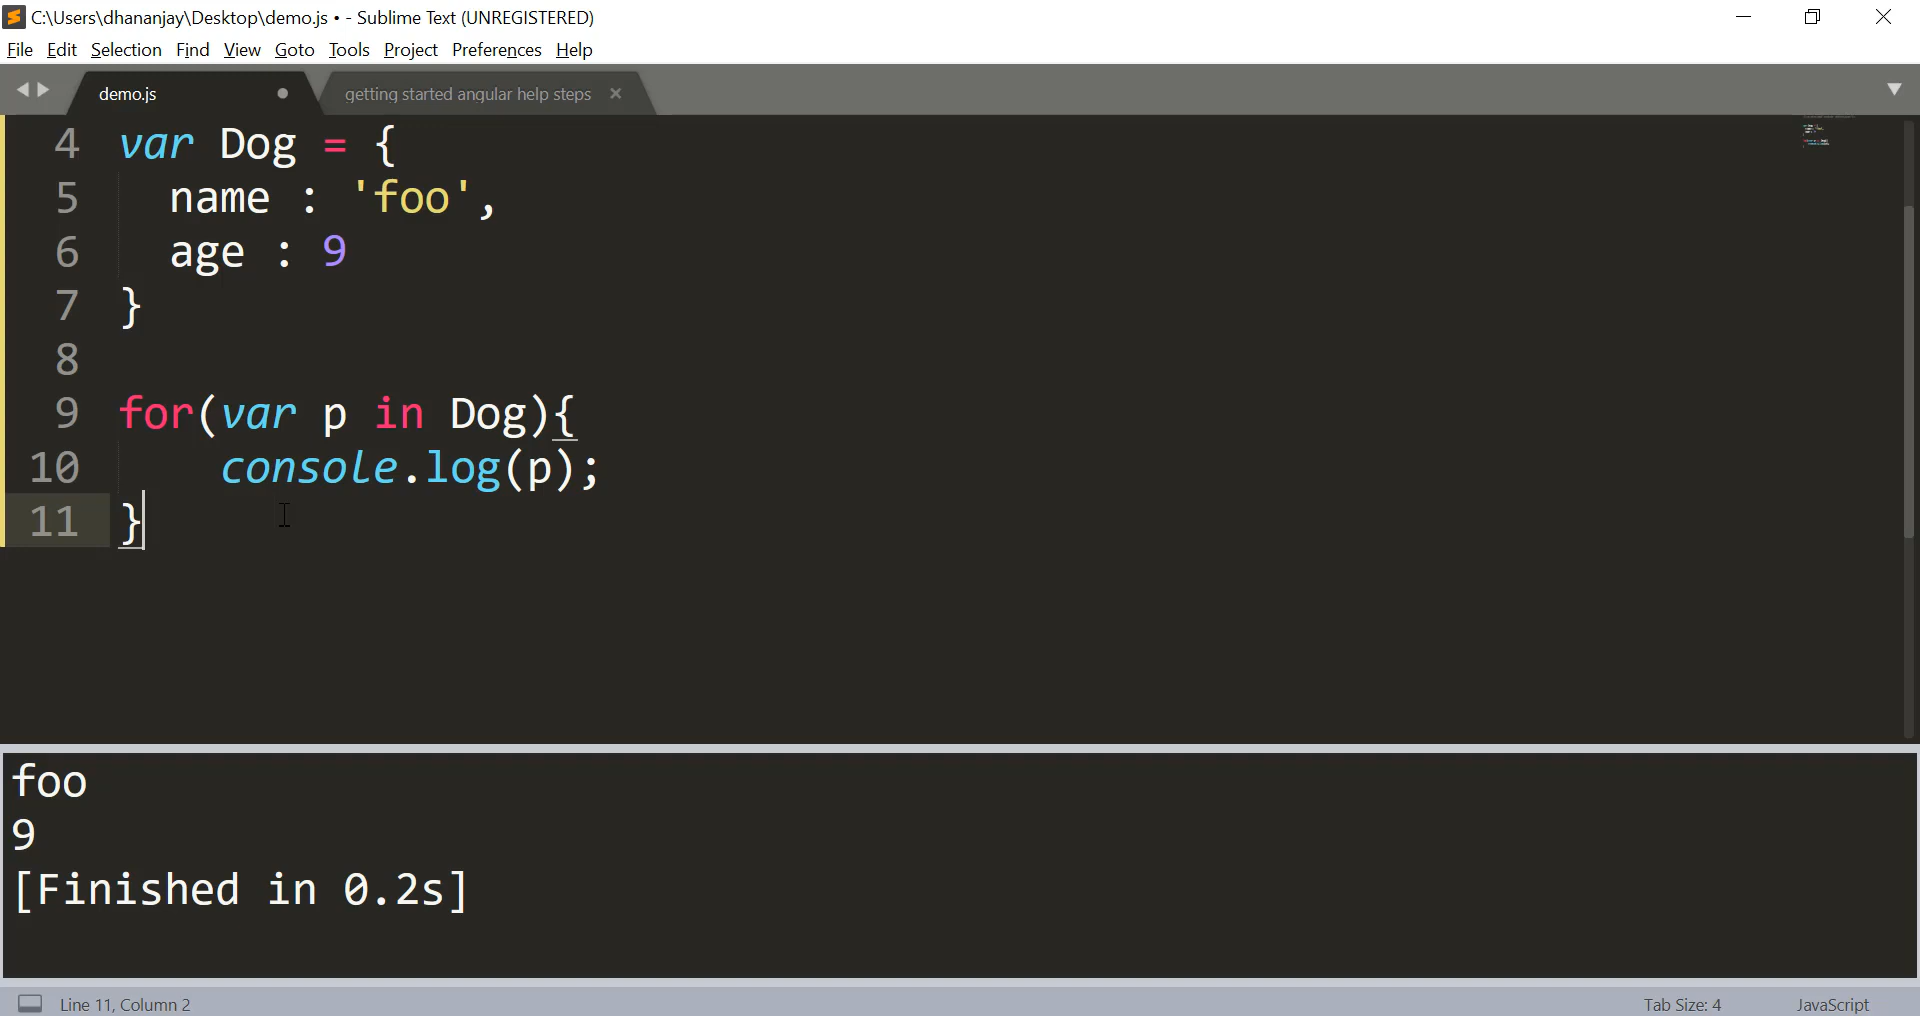 C:\Users\dhananjay\Desktop\demo.js • - Sublime Text (UNREGISTERED)
File Edit Selection Find View Goto Tools Project Preferences Help
demo.js getting started angular help steps
4 var Dog = {
5 name : 'foo',
6 age : 9
7 }
8
9 for(var p in Dog){
10 console.log(p);
11 }
foo
9
[Finished in 0.2s]
Line 11, Column 2 Tab Size: 4 JavaScript